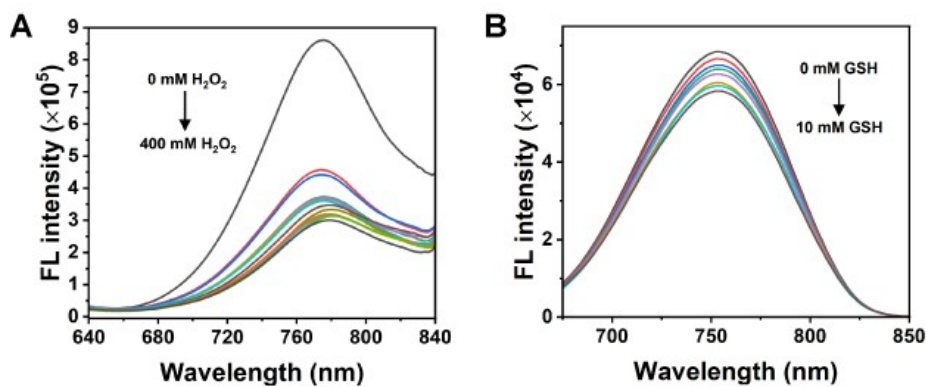 A
FL intensity (×10⁵)
9
8
7
6
5
4
3
2
1
0
0 mM H₂O₂
400 mM H₂O₂
640 680 720 760 800 840
Wavelength (nm)
B
FL intensity (×10⁴)
6
4
2
0
0 mM GSH
10 mM GSH
700 750 800 850
Wavelength (nm)